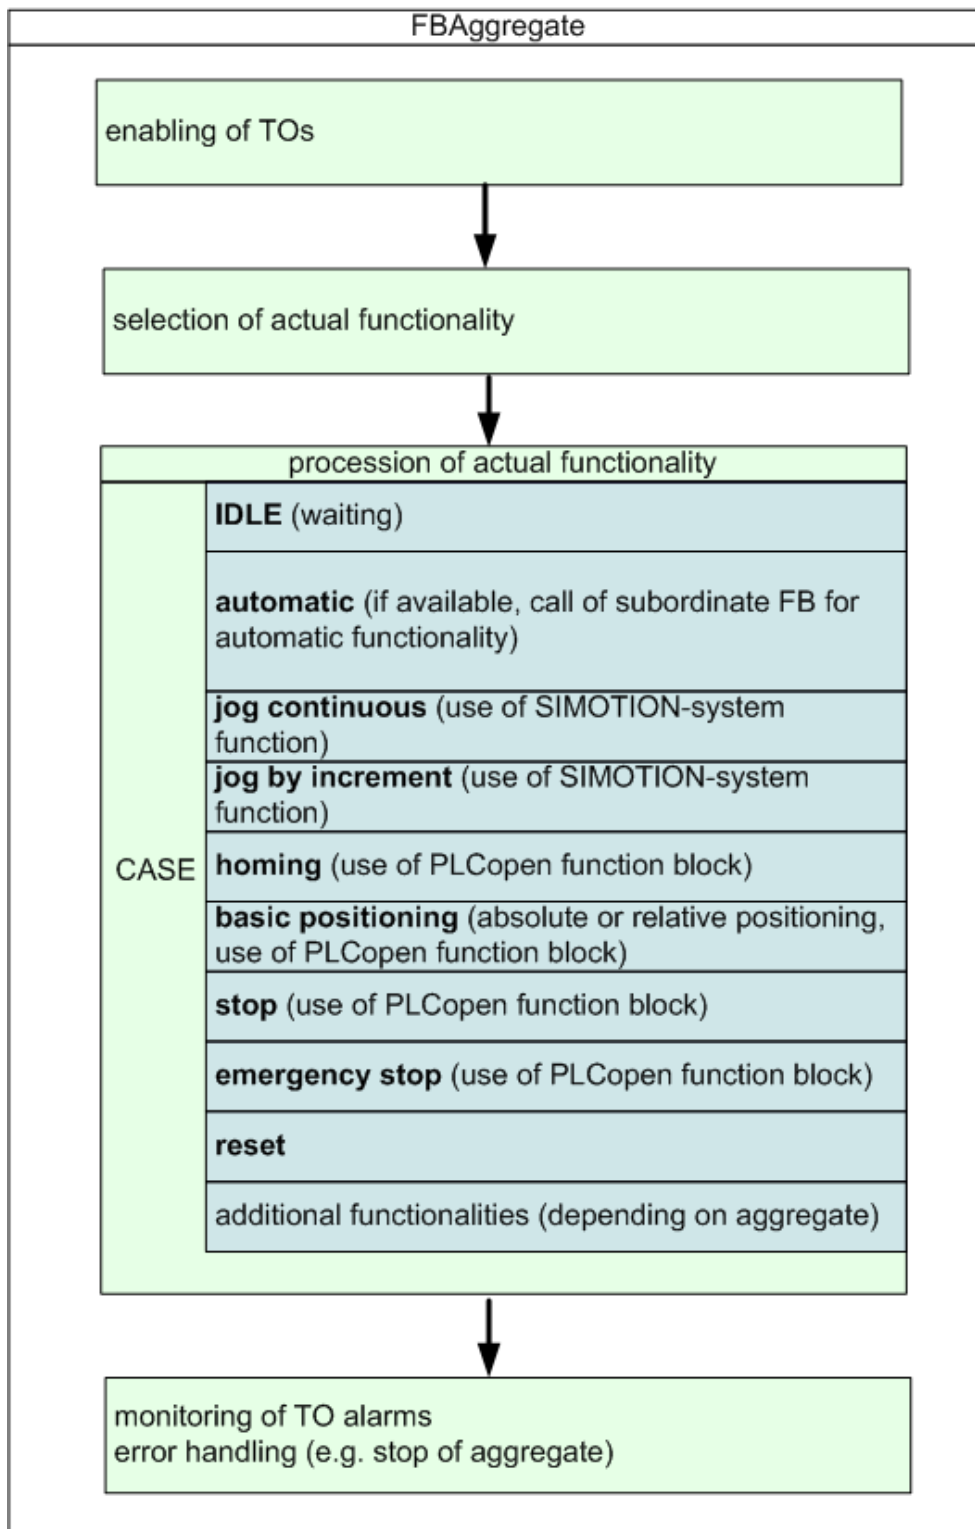 FBAggregate
enabling of TOs
selection of actual functionality
procession of actual functionality
CASE
IDLE (waiting)
automatic (if available, call of subordinate FB for
automatic functionality)
jog continuous (use of SIMOTION-system
function)
jog by increment (use of SIMOTION-system
function)
homing (use of PLCopen function block)
basic positioning (absolute or relative positioning,
use of PLCopen function block)
stop (use of PLCopen function block)
emergency stop (use of PLCopen function block)
reset
additional functionalities (depending on aggregate)
monitoring of TO alarms
error handling (e.g. stop of aggregate)